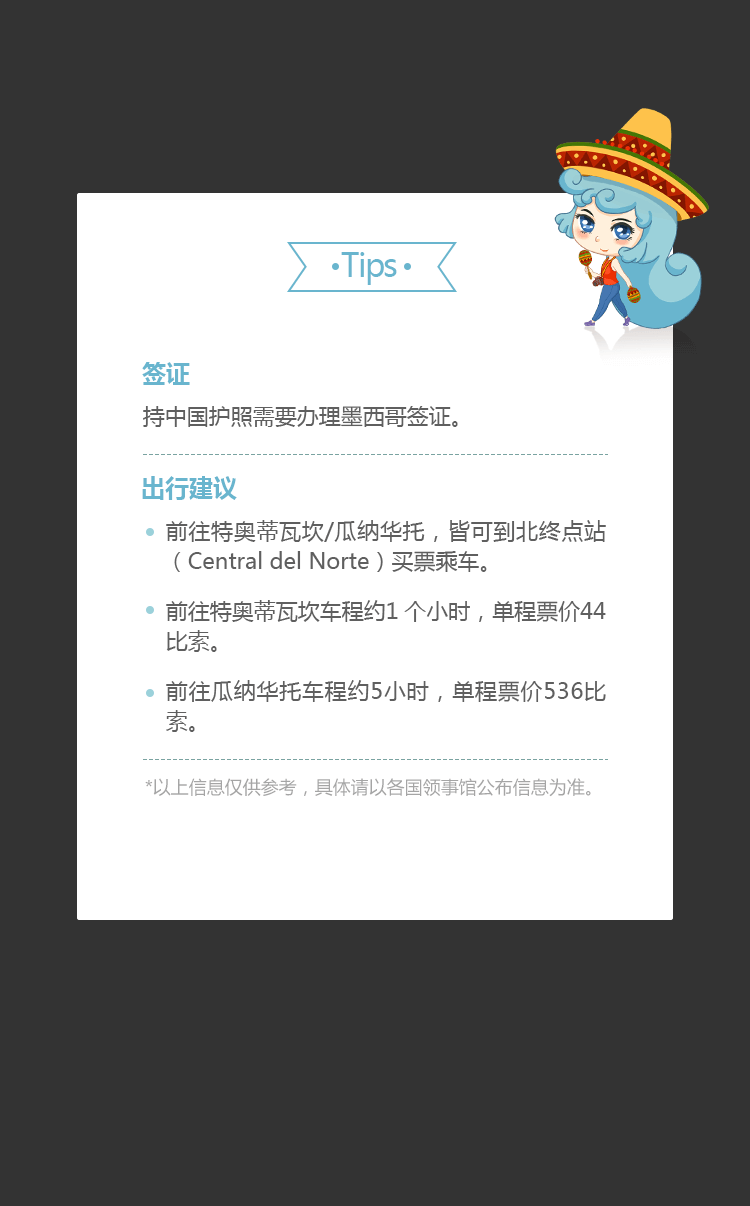 •Tips•
签证
持中国护照需要办理墨西哥签证。
出行建议
前往特奥蒂瓦坎/瓜纳华托，皆可到北终点站
（Central del Norte）买票乘车。
前往特奥蒂瓦坎车程约1 个小时，单程票价44
比索。
前往瓜纳华托车程约5小时，单程票价536比
索。
*以上信息仅供参考，具体请以各国领事馆公布信息为准。